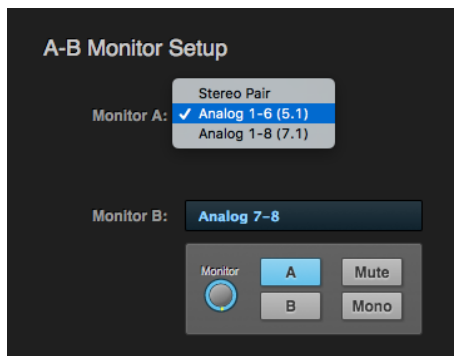 A-B Monitor Setup
Stereo Pair
Monitor A: ✓ Analog 1-6 (5.1)
Analog 1-8 (7.1)
Monitor B: Analog 7-8
Monitor A Mute
B Mono